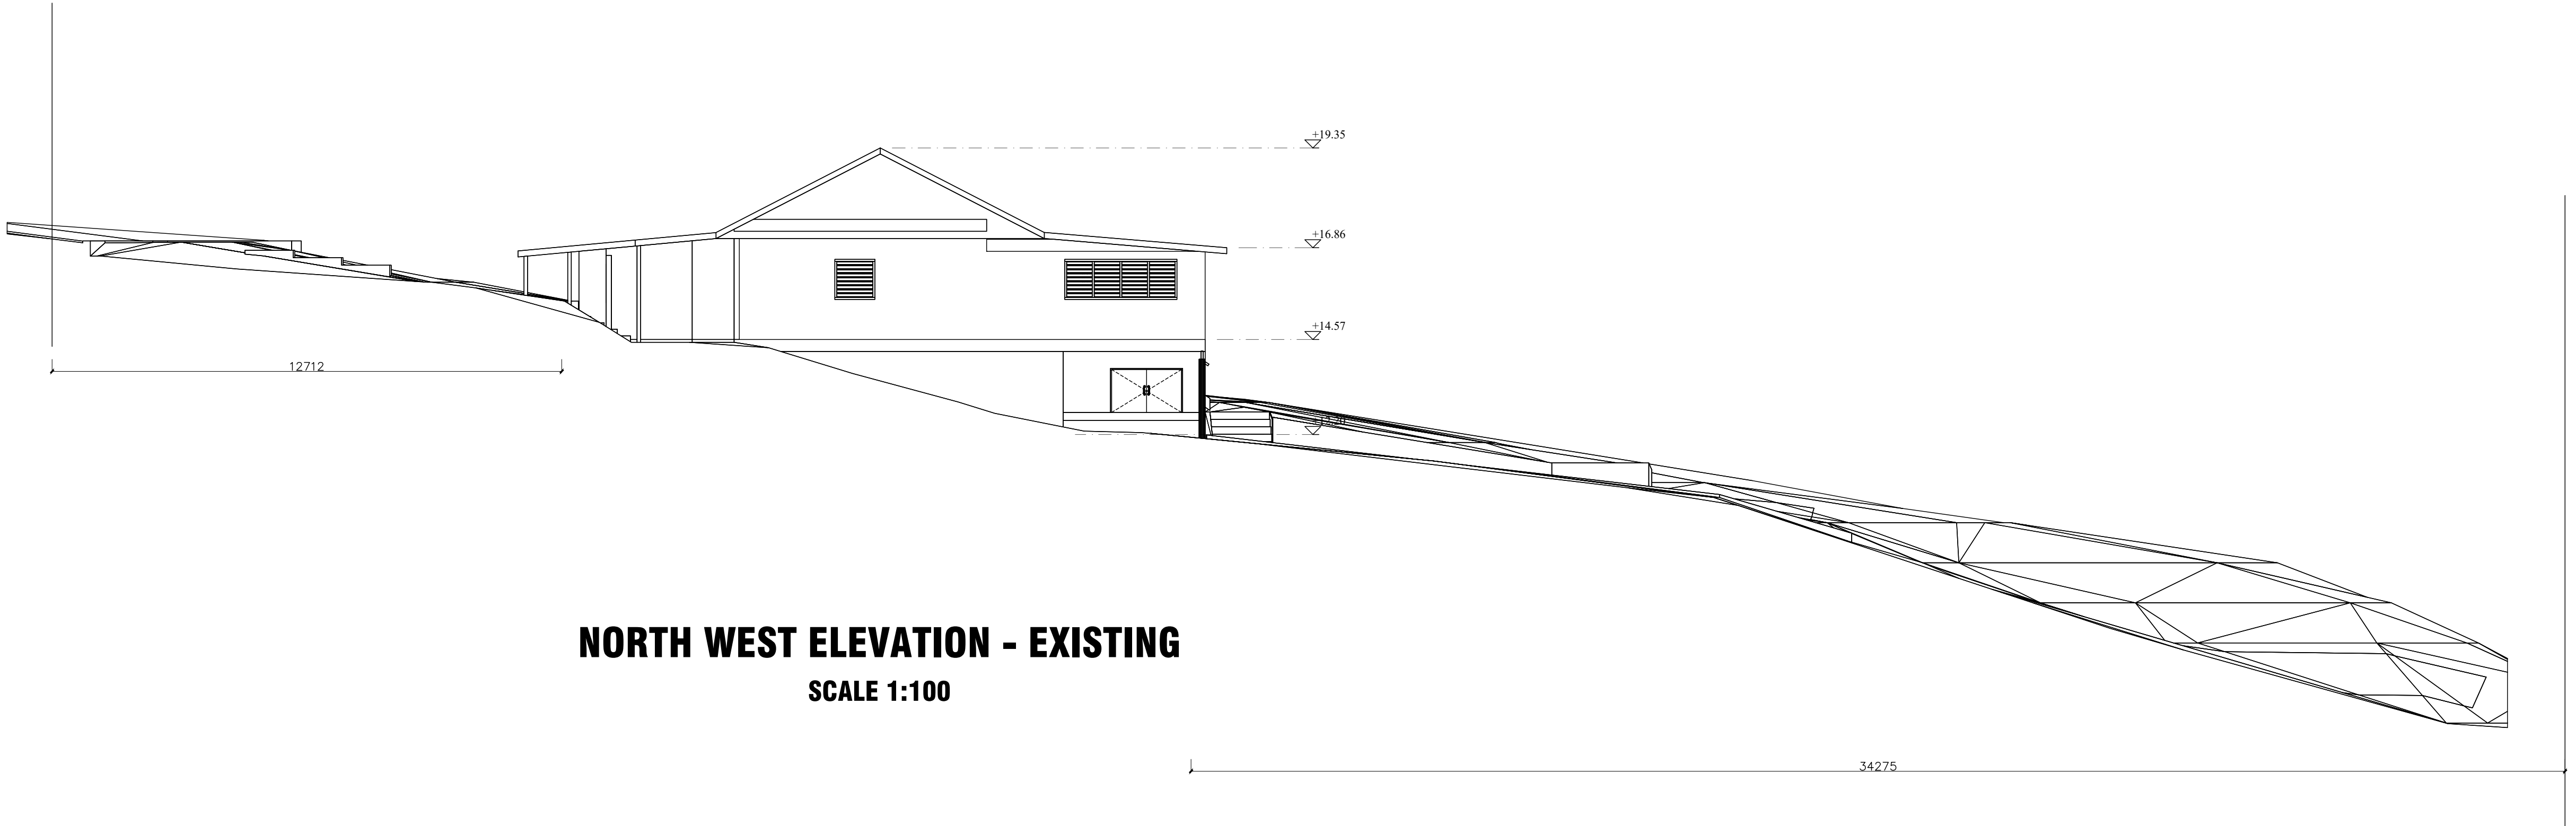 +19.35
+16.86
+14.57
12712
NORTH WEST ELEVATION - EXISTING
SCALE 1:100
34275